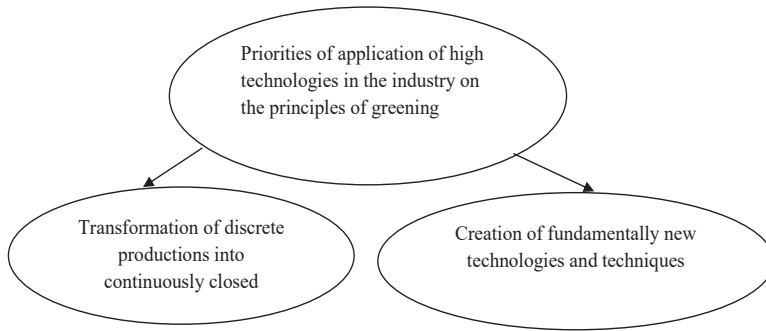 Priorities of application of high
technologies in the industry on
the principles of greening
Transformation of discrete
productions into
continuously closed
Creation of fundamentally new
technologies and techniques